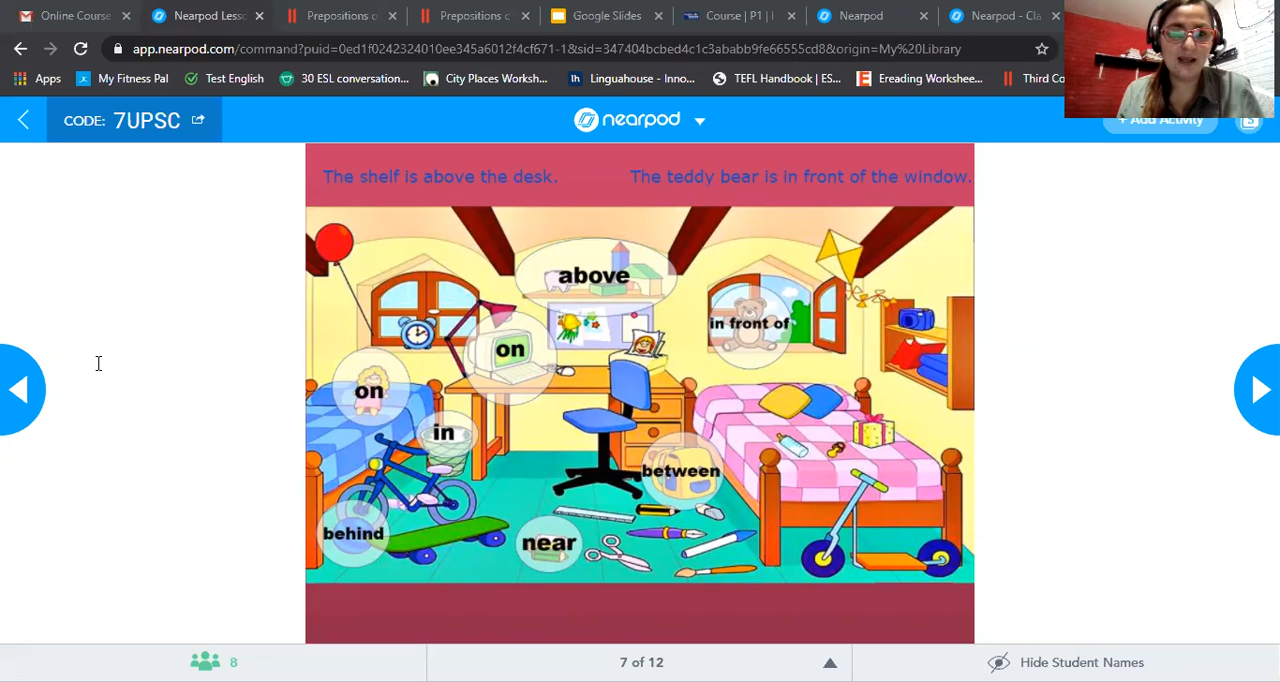 Online Course
Nearpod Less
Prepositions o
Prepositions c
Google Slides
Course | P1 |
Nearpod
Nearpod - Cla
app.nearpod.com/command?puid=0ed1f0242324010ee345a6012f4cf671-1&sid=347404bcbed4c1c3ababb9fe66555cd8&origin=My%20Library
Apps
My Fitness Pal
Test English
30 ESL conversation...
City Places Worksh...
Linguahouse - Inno...
TEFL Handbook | ES...
Ereading Workshee...
Third Co
CODE: 7UPSC
nearpod
+ Add Activity
The shelf is above the desk.
The teddy bear is in front of the window.
above
in front of
on
on
in
between
behind
near
8
7 of 12
Hide Student Names